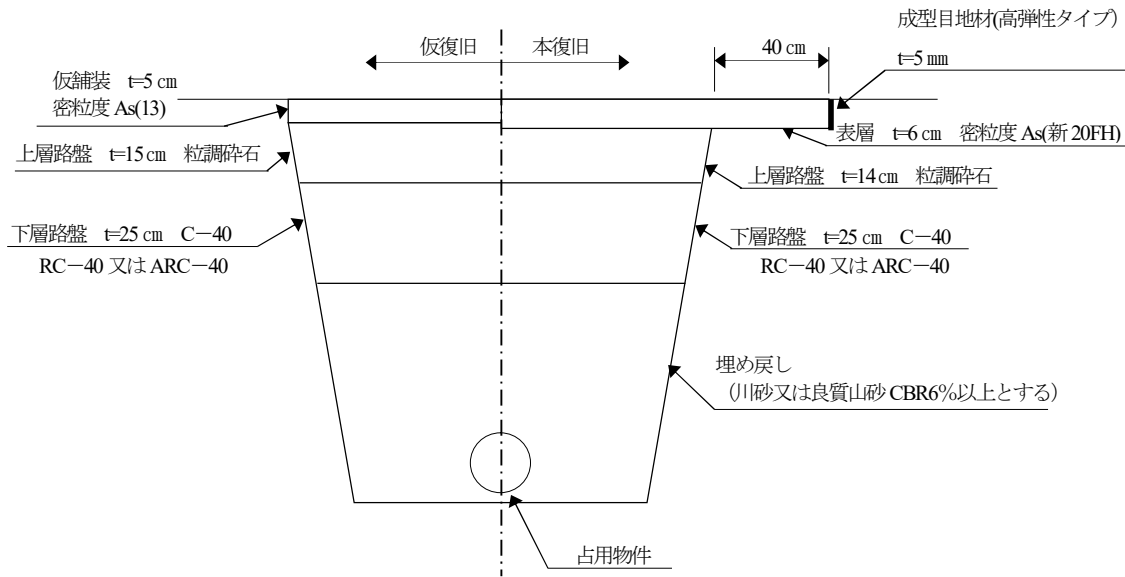 成型目地材(高弾性タイプ)
t=5 mm
仮復旧
本復旧
40 cm
仮舗装 t=5 cm
密粒度 As(13)
表層 t=6 cm 密粒度 As(新 20FH)
上層路盤 t=15 cm 粒調砕石
上層路盤 t=14 cm 粒調砕石
下層路盤 t=25 cm C－40
RC－40 又は ARC－40
下層路盤 t=25 cm C－40
RC－40 又は ARC－40
埋め戻し
（川砂又は良質山砂 CBR6%以上とする）
占用物件